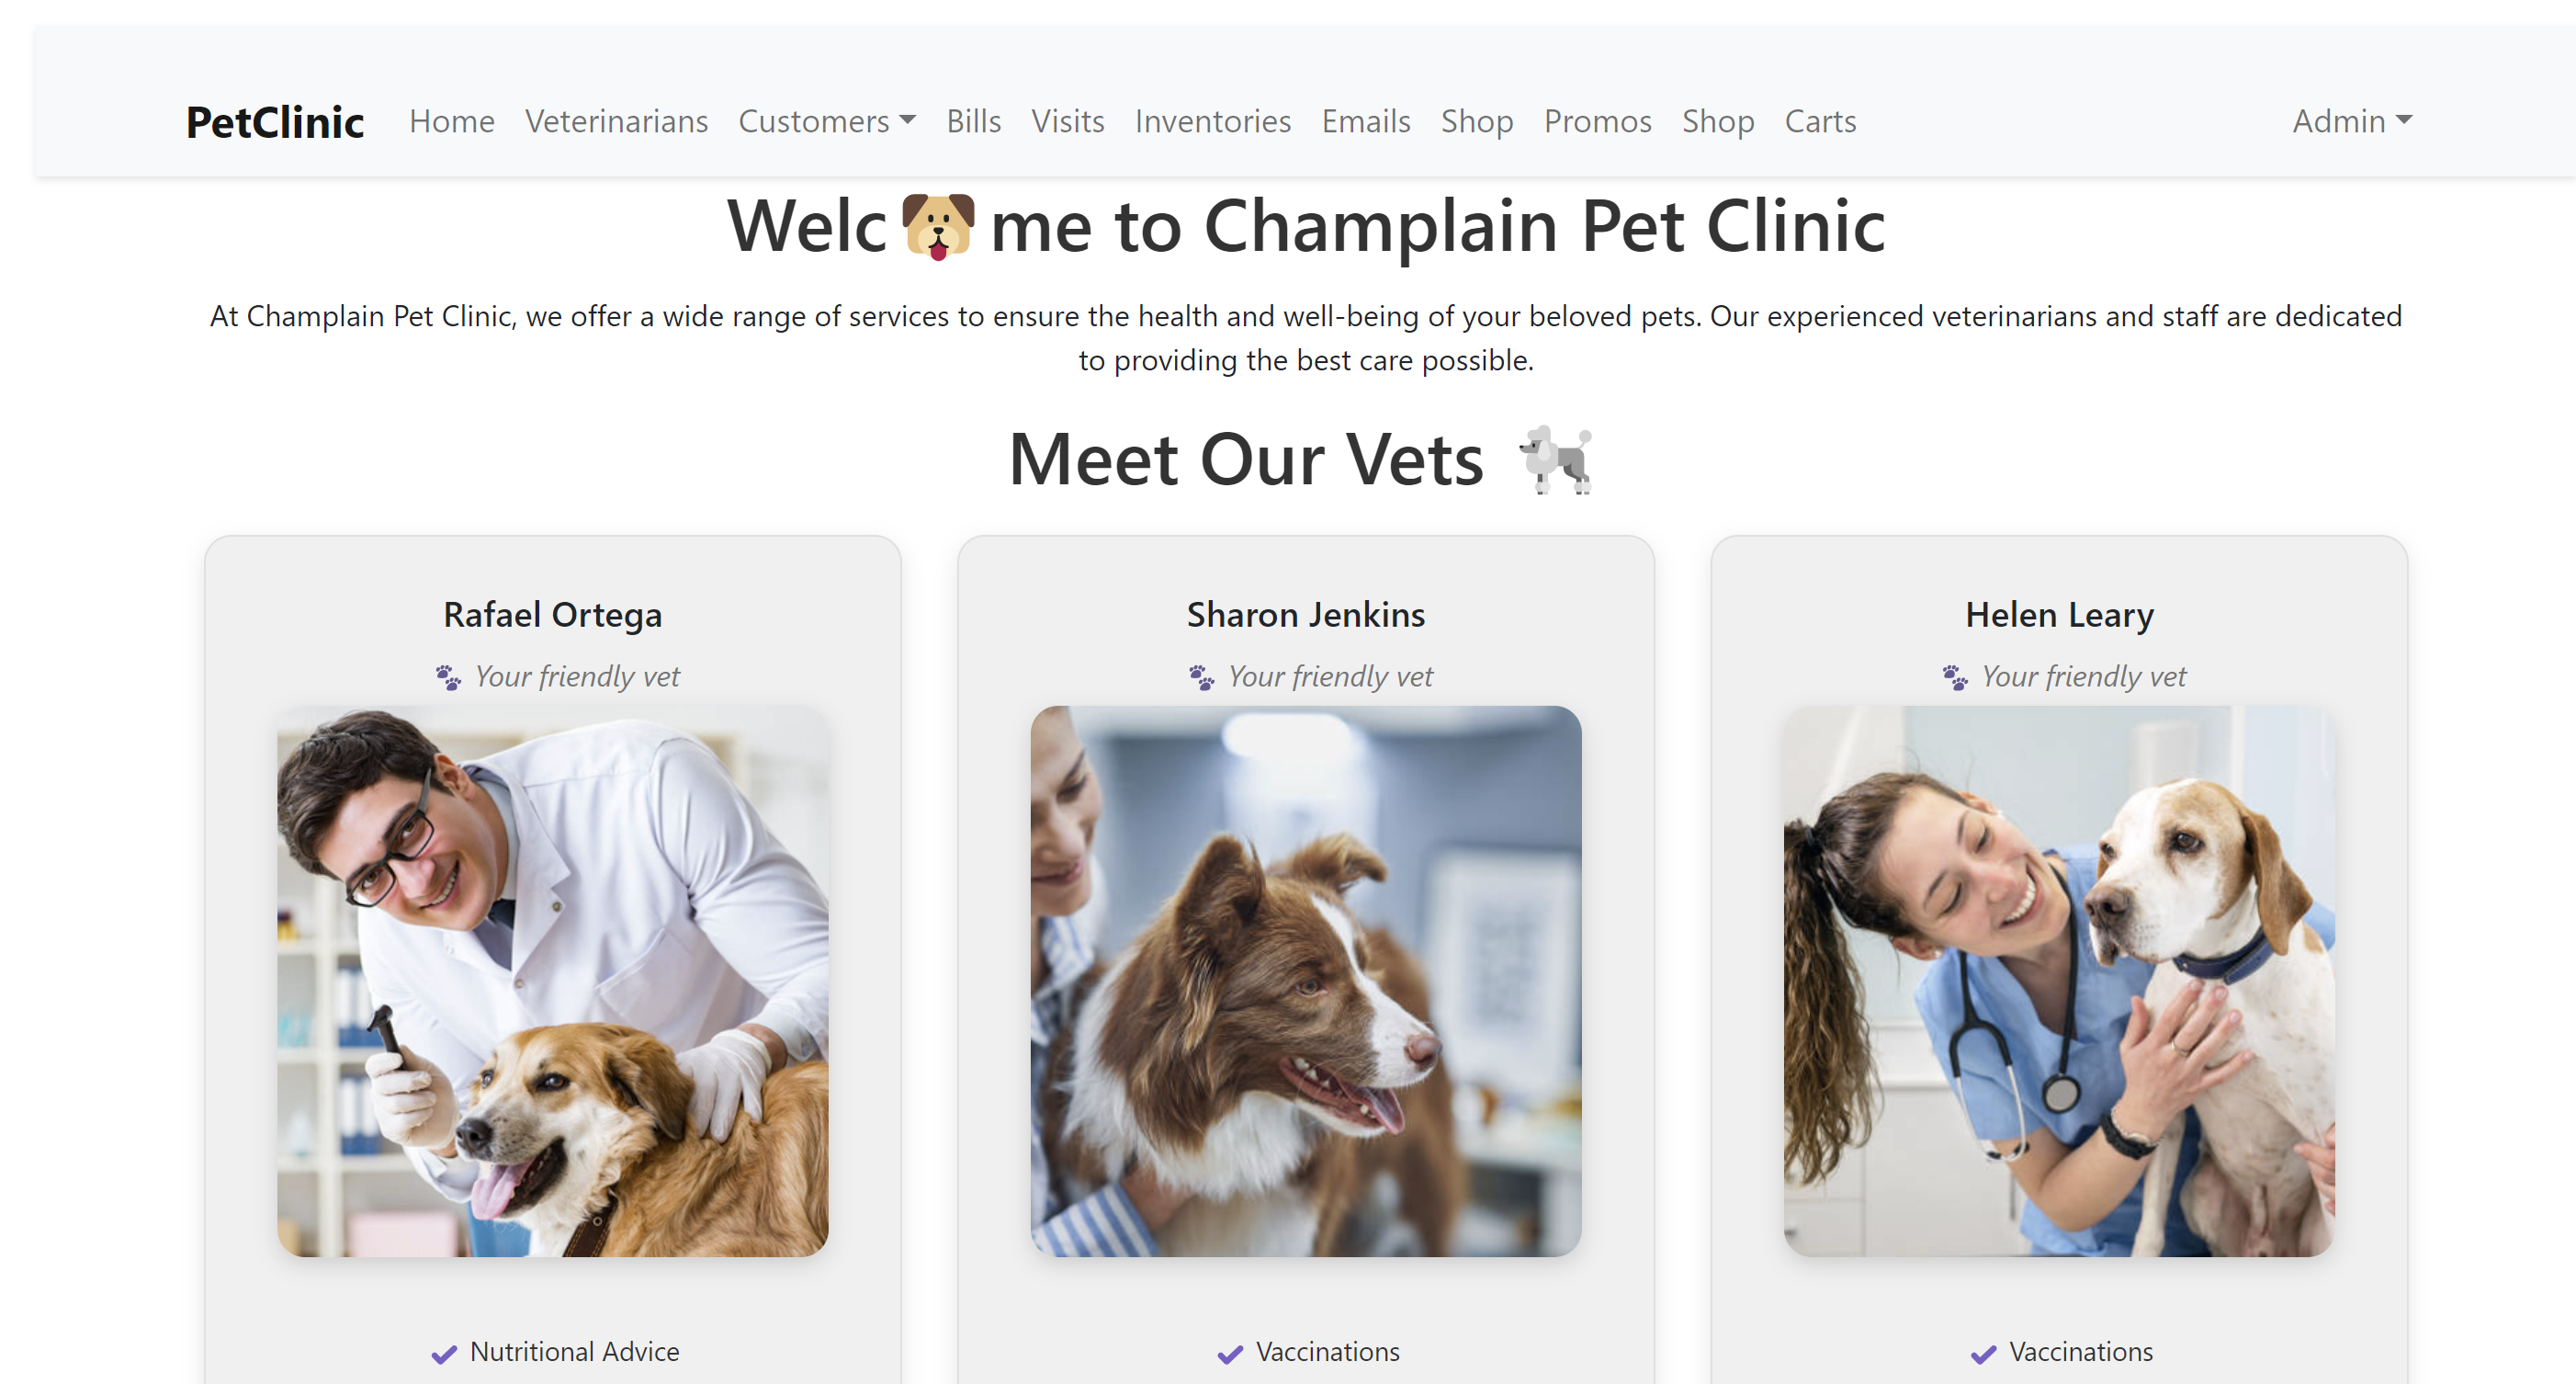 PetClinic Home Veterinarians Customers Bills Visits Inventories Emails Shop Promos Shop Carts Admin
Welc🐶me to Champlain Pet Clinic
At Champlain Pet Clinic, we offer a wide range of services to ensure the health and well-being of your beloved pets. Our experienced veterinarians and staff are dedicated
to providing the best care possible.
Meet Our Vets 🐩
Rafael Ortega
Your friendly vet
Nutritional Advice
Sharon Jenkins
Your friendly vet
Vaccinations
Helen Leary
Your friendly vet
Vaccinations